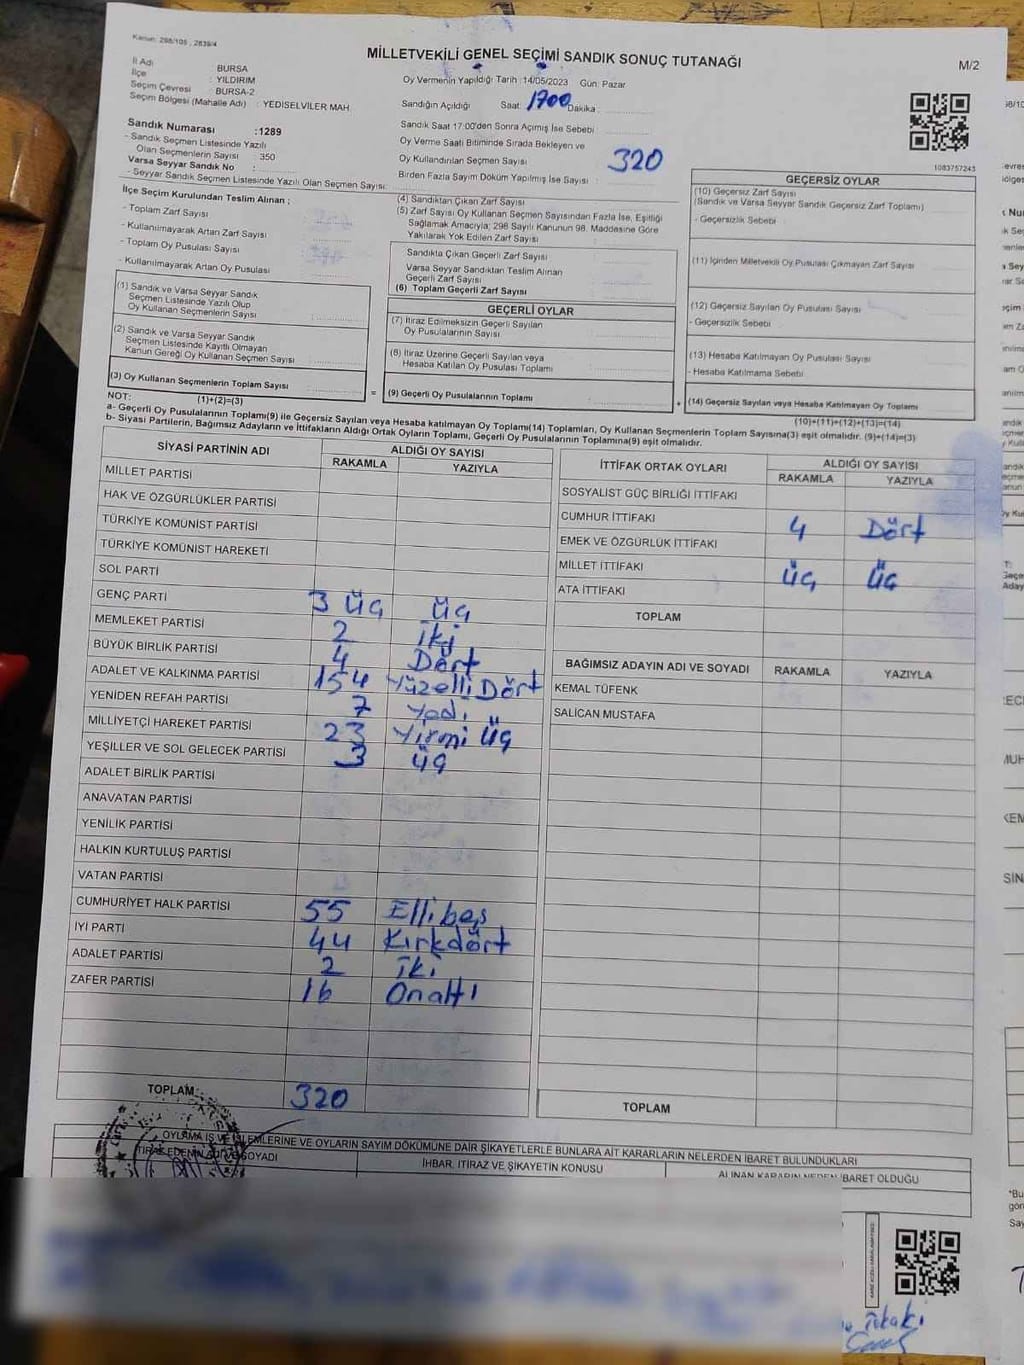 Kanun: 298/105 , 2839/4
MİLLETVEKİLİ GENEL SEÇİMİ SANDIK SONUÇ TUTANAĞI
M/2
İl Adı : BURSA
İlçe : YILDIRIM
Seçim Çevresi : BURSA-2
Seçim Bölgesi (Mahalle Adı) : YEDISELVILER MAH.
Oy Vermenin Yapıldığı Tarih :14/05/2023 Gün: Pazar
Sandığın Açıldığı Saat: 1700 Dakika :
Sandık Numarası :1289
- Sandık Seçmen Listesinde Yazılı
Olan Seçmenlerin Sayısı : 350
Varsa Seyyar Sandık No :
- Seyyar Sandık Seçmen Listesinde Yazılı Olan Seçmen Sayısı:
Sandık Saat 17:00'den Sonra Açımış İse Sebebi
Oy Verme Saati Bitiminde Sırada Bekleyen ve
Oy Kullandırılan Seçmen Sayısı 320
Birden Fazla Sayım Döküm Yapılmış İse Sayısı :
1083757243
İlçe Seçim Kurulundan Teslim Alınan ;
- Toplam Zarf Sayısı
- Kullanılmayarak Artan Zarf Sayısı
- Toplam Oy Pusulası Sayısı
- Kullanılmayarak Artan Oy Pusulası
(1) Sandık ve Varsa Seyyar Sandık
Seçmen Listesinde Yazılı Olup
Oy Kullanan Seçmenlerin Sayısı
(2) Sandık ve Varsa Seyyar Sandık
Seçmen Listesinde Kayıtlı Olmayan
Kanun Gereği Oy Kullanan Seçmen Sayısı
(3) Oy Kullanan Seçmenlerin Toplam Sayısı
(1)+(2)=(3)
(4) Sandıktan Çıkan Zarf Sayısı
(5) Zarf Sayısı Oy Kullanan Seçmen Sayısından Fazla İse, Eşitliği
Sağlamak Amacıyla; 298 Sayılı Kanunun 98. Maddesine Göre
Yakılarak Yok Edilen Zarf Sayısı
Sandıkta Çıkan Geçerli Zarf Sayısı
Varsa Seyyar Sandıktan Teslim Alınan
Geçerli Zarf Sayısı
(6) Toplam Geçerli Zarf Sayısı
GEÇERLİ OYLAR
(7) İtiraz Edilmeksizin Geçerli Sayılan
Oy Pusulalarının Sayısı
(8) İtiraz Üzerine Geçerli Sayılan veya
Hesaba Katılan Oy Pusulası Toplamı
= (9) Geçerli Oy Pusulalarının Toplamı
GEÇERSİZ OYLAR
(10) Geçersiz Zarf Sayısı
(Sandık ve Varsa Seyyar Sandık Geçersiz Zarf Toplamı)
- Geçersizlik Sebebi :
(11) İçinden Milletvekili Oy Pusulası Çıkmayan Zarf Sayısı
(12) Geçersiz Sayılan Oy Pusulası Sayısı
- Geçersizlik Sebebi
(13) Hesaba Katılmayan Oy Pusulası Sayısı
- Hesaba Katılmama Sebebi
+ (14) Geçersiz Sayılan veya Hesaba Katılmayan Oy Toplamı
(10)+(11)+(12)+(13)=(14)
NOT:
a- Geçerli Oy Pusulalarının Toplamı(9) ile Geçersiz Sayılan veya Hesaba katılmayan Oy Toplamı(14) Toplamları, Oy Kullanan Seçmenlerin Toplam Sayısına(3) eşit olmalıdır. (9)+(14)=(3)
b- Siyasi Partilerin, Bağımsız Adayların ve İttifakların Aldığı Ortak Oyların Toplamı, Geçerli Oy Pusulalarının Toplamına(9) eşit olmalıdır.
SİYASİ PARTİNİN ADI ALDIĞI OY SAYISI
RAKAMLA YAZIYLA
MİLLET PARTİSİ
HAK VE ÖZGÜRLÜKLER PARTİSİ
TÜRKİYE KOMÜNİST PARTİSİ
TÜRKİYE KOMÜNİST HAREKETİ
SOL PARTİ
GENÇ PARTİ 3 üç üç
MEMLEKET PARTİSİ 2 iki
BÜYÜK BİRLİK PARTİSİ 4 Dört
ADALET VE KALKINMA PARTİSİ 154 Yüzelli Dört
YENİDEN REFAH PARTİSİ 7 Yedi
MİLLİYETÇİ HAREKET PARTİSİ 23 Yirmi üç
YEŞİLLER VE SOL GELECEK PARTİSİ 3 üç
ADALET BİRLİK PARTİSİ
ANAVATAN PARTİSİ
YENİLİK PARTİSİ
HALKIN KURTULUŞ PARTİSİ
VATAN PARTİSİ
CUMHURİYET HALK PARTİSİ 55 Ellibeş
İYİ PARTİ 44 Kırkdört
ADALET PARTİSİ 2 iki
ZAFER PARTİSİ 16 Onaltı
TOPLAM: 320
İTTİFAK ORTAK OYLARI ALDIĞI OY SAYISI
RAKAMLA YAZIYLA
SOSYALIST GÜÇ BİRLİĞİ İTTİFAKI
CUMHUR İTTİFAKI 4 Dört
EMEK VE ÖZGÜRLÜK İTTİFAKI
MİLLET İTTİFAKI üç üç
ATA İTTİFAKI
TOPLAM
BAĞIMSIZ ADAYIN ADI VE SOYADI RAKAMLA YAZIYLA
KEMAL TÜFENK
SALİCAN MUSTAFA
TOPLAM
OYLAMA İŞ VE İŞLEMLERİNE VE OYLARIN SAYIM DÖKÜMÜNE DAİR ŞİKAYETLERLE BUNLARA AİT KARARLARIN NELERDEN İBARET BULUNDUKLARI
İTİRAZ EDENİN ADI VE SOYADI İHBAR, ITİRAZ VE ŞİKAYETİN KONUSU ALINAN KARARIN NEDEN İBARET OLDUĞU